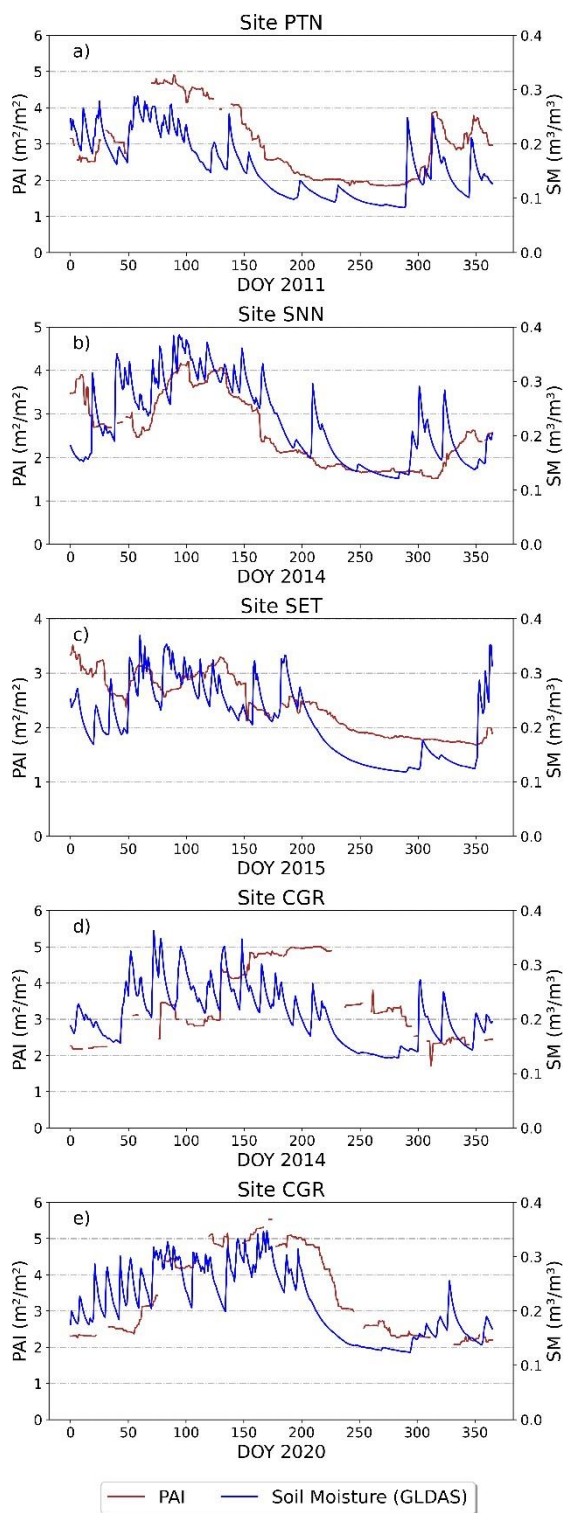 Site PTN
a)
6
5
4
3
2
1
0
PAI (m²/m²)
0.4
0.3
0.2
0.1
0.0
SM (m³/m³)
0 50 100 150 200 250 300 350
DOY 2011
Site SNN
b)
5
4
3
2
1
0
PAI (m²/m²)
0.4
0.3
0.2
0.1
0.0
SM (m³/m³)
0 50 100 150 200 250 300 350
DOY 2014
Site SET
c)
4
3
2
1
0
PAI (m²/m²)
0.4
0.3
0.2
0.1
0.0
SM (m³/m³)
0 50 100 150 200 250 300 350
DOY 2015
Site CGR
d)
6
5
4
3
2
1
0
PAI (m²/m²)
0.4
0.3
0.2
0.1
0.0
SM (m³/m³)
0 50 100 150 200 250 300 350
DOY 2014
Site CGR
e)
6
5
4
3
2
1
0
PAI (m²/m²)
0.4
0.3
0.2
0.1
0.0
SM (m³/m³)
0 50 100 150 200 250 300 350
DOY 2020
PAI Soil Moisture (GLDAS)